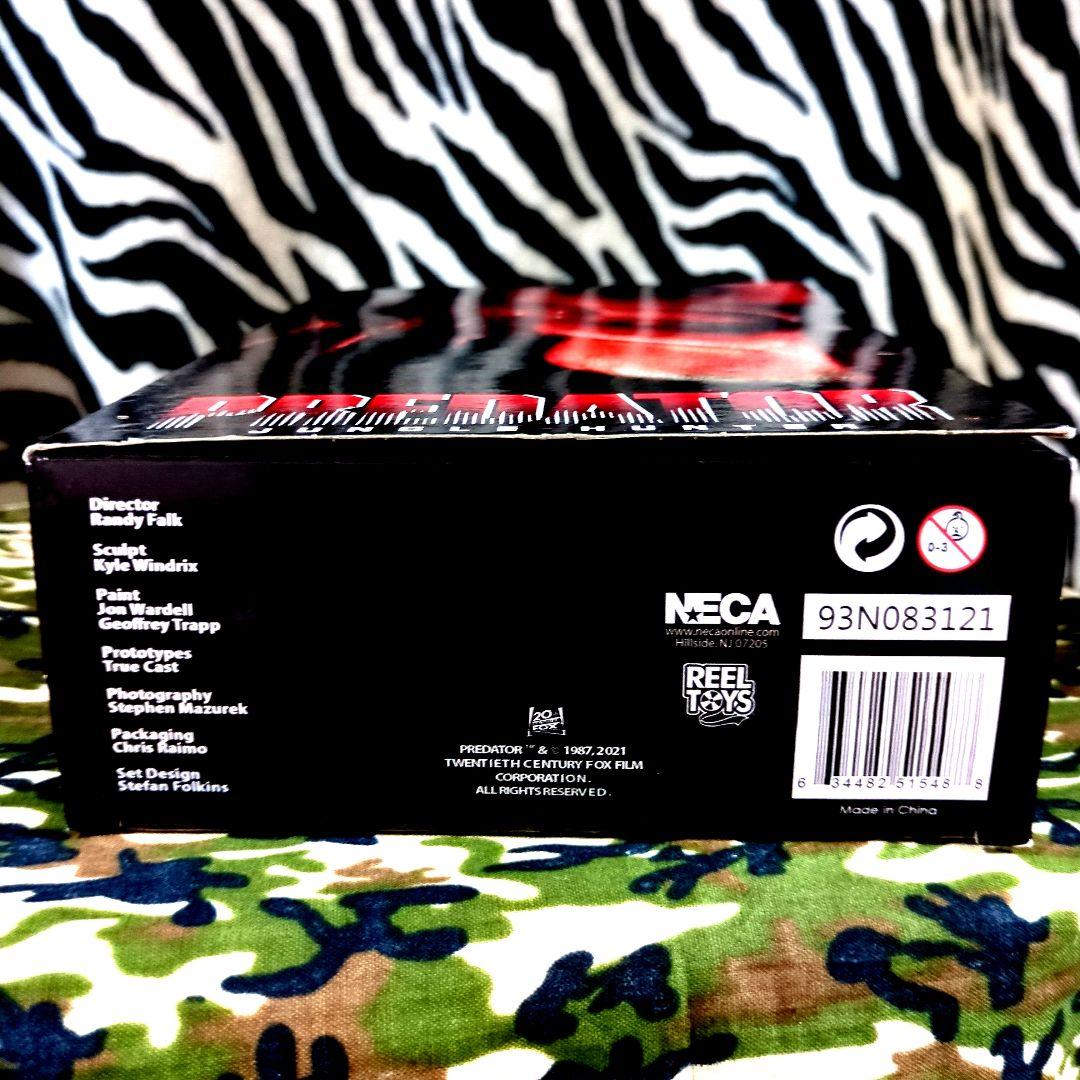 PREDATOR
JUNGLE HUNTER
Director
Randy Falk
Sculpt
Kyle Windrix
Paint
Jon Wardell
Geoffrey Trapp
Prototypes
True Cast
Photography
Stephen Mazurek
Packaging
Chris Raimo
Set Design
Stefan Folkins
20
FOX
PREDATOR ™ & © 1987, 2021
TWENTIETH CENTURY FOX FILM
CORPORATION.
ALL RIGHTS RESERVED.
NECA
www.necaonline.com
Hillside, NJ 07205
REEL
TOYS
0-3
93N083121
6 34482 51548 8
Made in China